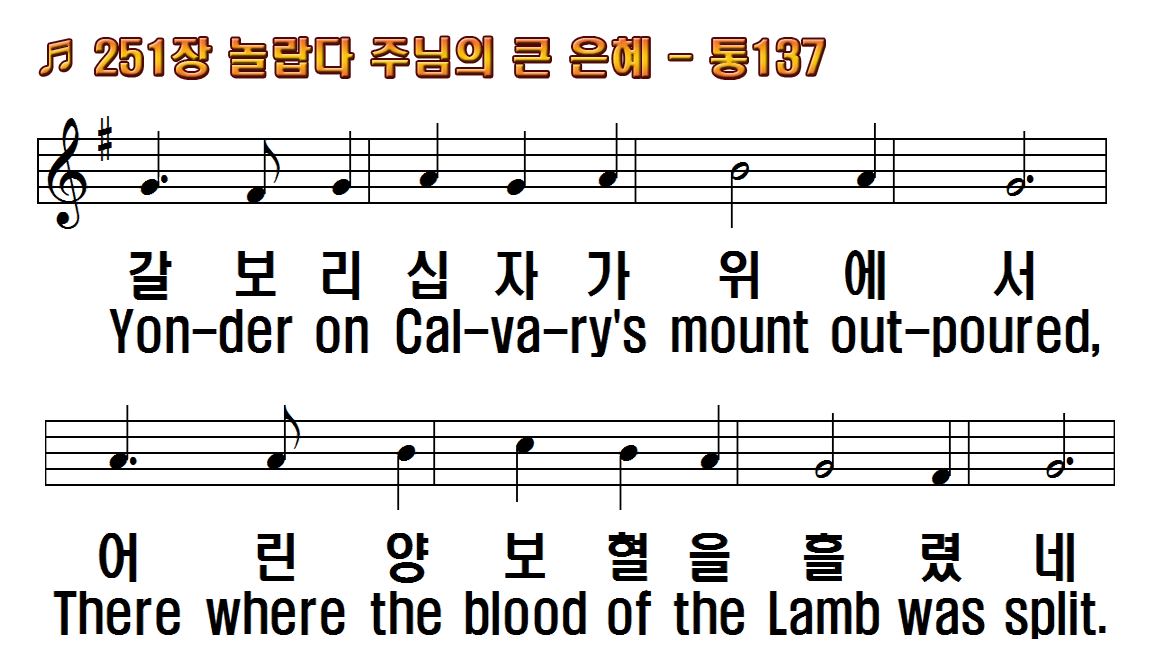 ♬ 251장 놀랍다 주님의 큰 은혜 - 통137
갈 보 리 십 자 가 위 에 서
Yon-der on Cal-va-ry's mount out-poured,
어 린 양 보 혈 을 흘 렸 네
There where the blood of the Lamb was split.